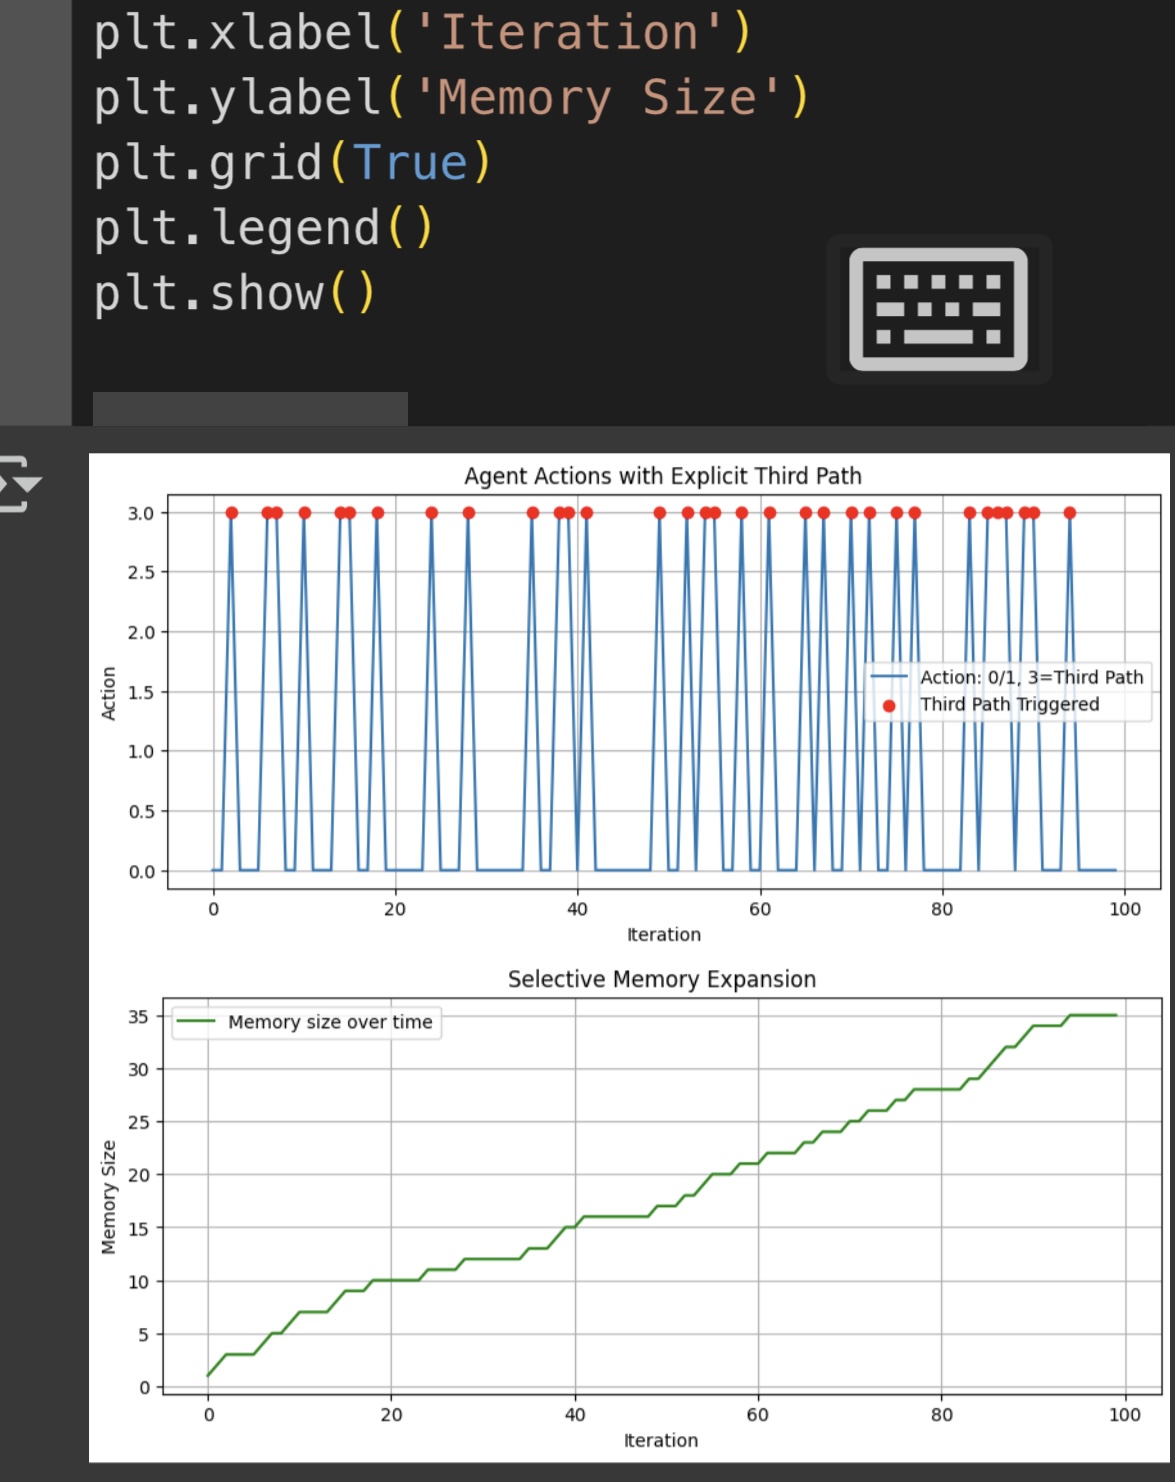 plt.xlabel('Iteration')
plt.ylabel('Memory Size')
plt.grid(True)
plt.legend()
plt.show()
Agent Actions with Explicit Third Path
3.0
2.5
2.0
1.5
1.0
0.5
0.0
Action
Action: 0/1, 3=Third Path
Third Path Triggered
0 20 40 60 80 100
Iteration
Selective Memory Expansion
Memory size over time
35
30
25
20
15
10
5
0
Memory Size
0 20 40 60 80 100
Iteration